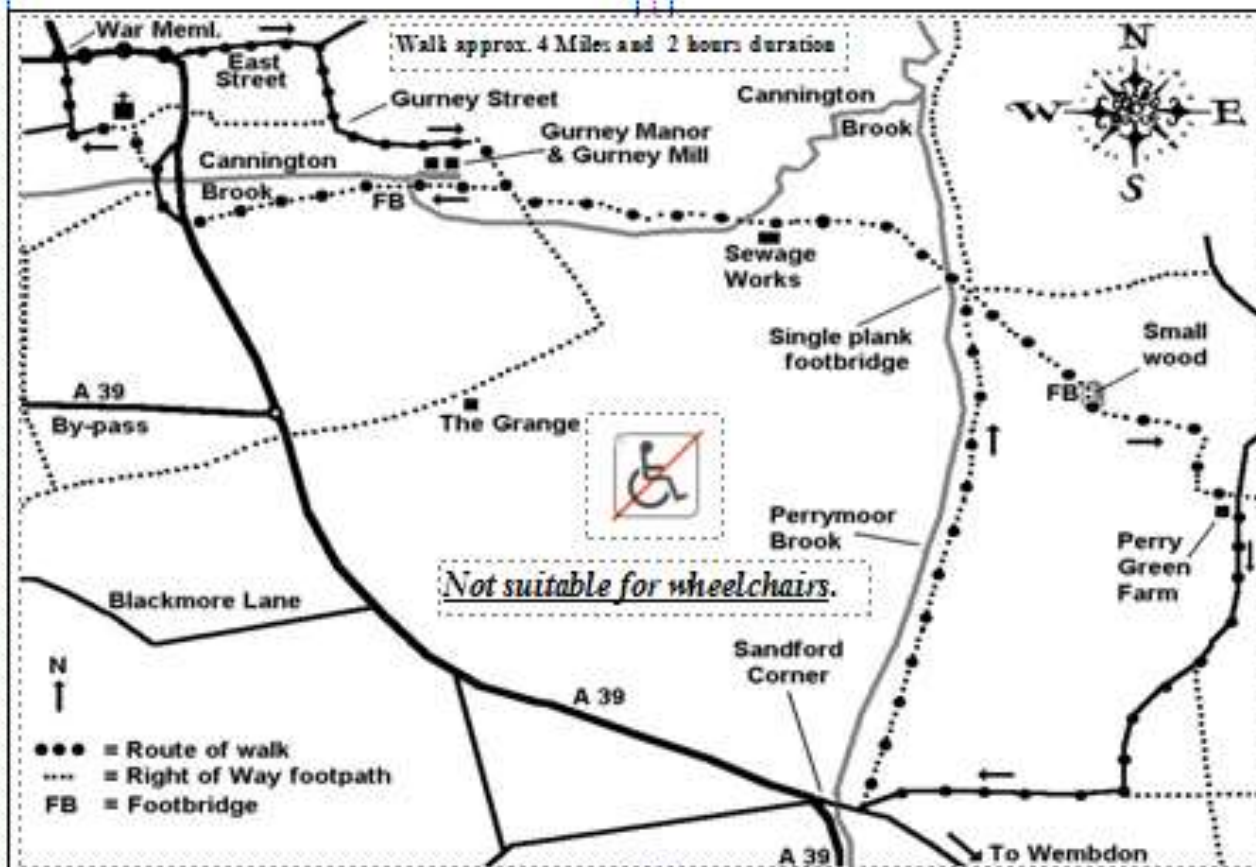 War Meml.
Walk approx. 4 Miles and 2 hours duration
N
East
Street
Gurney Street
Cannington
Brook
W
E
Gurney Manor
& Gurney Mill
S
Cannington
Brook
FB
Sewage
Works
Single plank
footbridge
Small
wood
FB
A 39
By-pass
The Grange
Perrymoor
Brook
Perry
Green
Farm
Not suitable for wheelchairs.
Blackmore Lane
Sandford
Corner
N
A 39
●●● = Route of walk
···· = Right of Way footpath
FB = Footbridge
A 39
To Wembdon